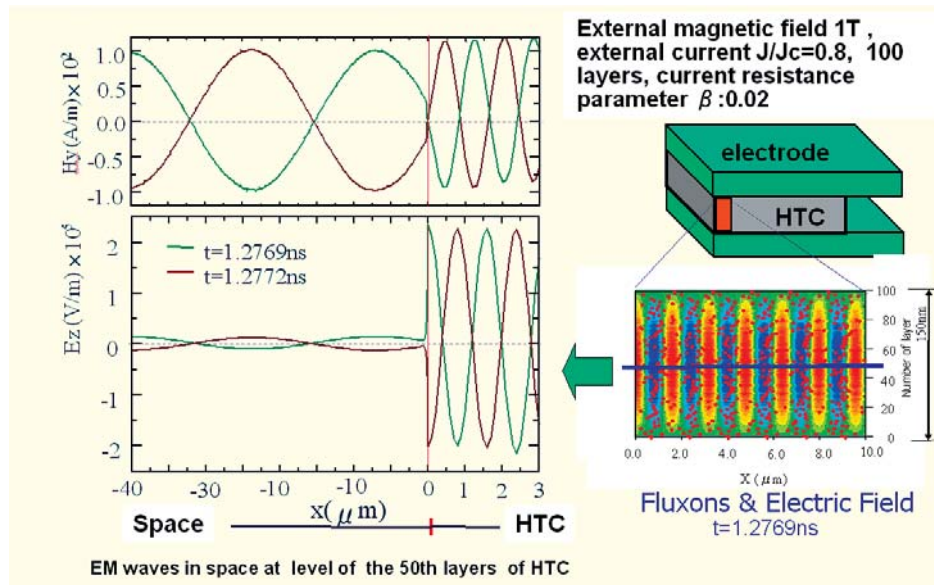 External magnetic field 1T ,
external current J/Jc=0.8, 100
layers, current resistance
parameter β:0.02
Hy(A/m)×10²
1.0
0.5
0.0
-0.5
-1.0
Ez(V/m)×10⁵
2
1
0
-1
-2
t=1.2769ns
t=1.2772ns
-40 -30 -20 -10 -10 0 1 2 3
x(μm)
Space HTC
EM waves in space at level of the 50th layers of HTC
electrode
HTC
100
80
60
40
20
0
Number of layer
150nm
0.0 2.0 4.0 6.0 8.0 10.0
X (μm)
Fluxons & Electric Field
t=1.2769ns